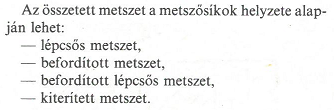 Az összetett metszet a metszősíkok helyzete alap-
ján lehet:
— lépcsős metszet,
— befordított metszet,
— befordított lépcsős metszet,
— kiterített metszet.